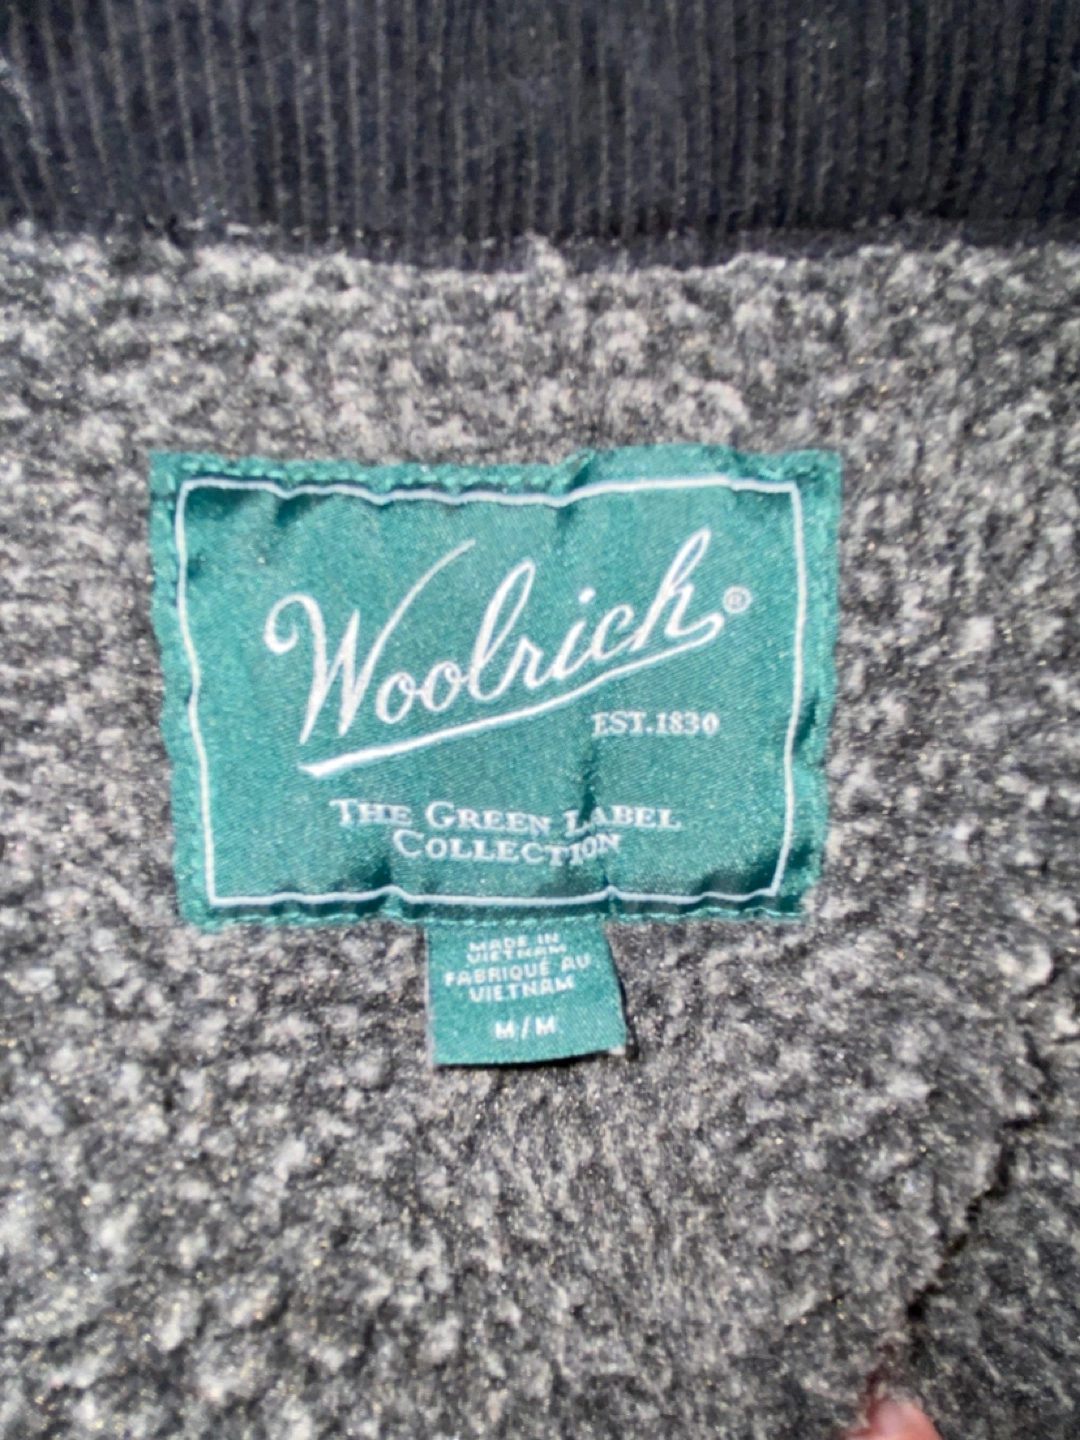 Woolrich®
EST.1830
THE GREEN LABEL
COLLECTION
MADE IN
VIETNAM
FABRIQUÉ AU
VIETNAM
M/M